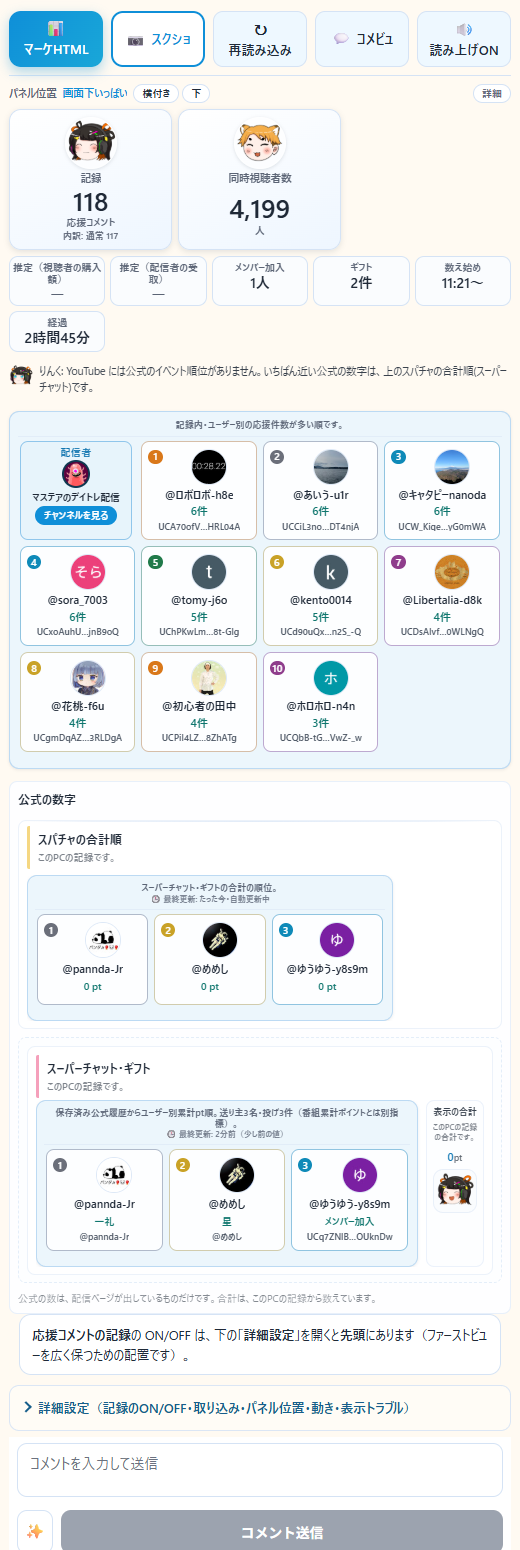 マーケHTML
スクショ
再読み込み
コメビュ
読み上げON
パネル位置 画面下いっぱい 横付き 下 詳細
記録
118
応援コメント
内訳: 通常 117
同時視聴者数
4,199
人
推定（視聴者の購入額）
—
推定（配信者の受取）
—
メンバー加入
1人
ギフト
2件
数え始め
11:21〜
経過
2時間45分
りんく: YouTube には公式のイベント順位がありません。いちばん近い公式の数字は、上のスパチャの合計順(スーパー
チャット)です。
記録内・ユーザー別の応援件数が多い順です。
配信者
マステアのデイトレ配信
チャンネルを見る
1
00:28.22
@ロボロボ-h8e
6件
UCA70ofV...HRL04A
2
@あいう-u1r
6件
UCCiL3no...DT4njA
3
@キャタピーnanoda
6件
UCW_Kiqe...yG0mWA
4
そら
@sora_7003
6件
UCxoAuhU...jnB9oQ
5
t
@tomy-j6o
5件
UChPKwLm...8t-GIg
6
k
@kento0014
5件
UCd90uQx...n2S_-Q
7
@Libertalia-d8k
4件
UCDsAlvf...0WLNgQ
8
@花桃-f6u
4件
UCgmDqAZ...3RLDgA
9
@初心者の田中
4件
UCPil4LZ...8ZhATg
10
ホ
@ホロホロ-n4n
3件
UCQbB-tG...VwZ-_w
公式の数字
スパチャの合計順
このPCの記録です。
スーパーチャット・ギフトの合計の順位。
最終更新: たった今・自動更新中
1
@pannda-Jr
0 pt
2
@めめし
0 pt
3
ゆ
@ゆうゆう-y8s9m
0 pt
スーパーチャット・ギフト
このPCの記録です。
保存済み公式履歴からユーザー別累計pt順。送り主3名・投げ3件（番組累計ポイントとは別指
標）。
最終更新: 2分前（少し前の値）
1
@pannda-Jr
一礼
@pannda-Jr
2
@めめし
星
@めめし
3
ゆ
@ゆうゆう-y8s9m
メンバー加入
UCq7ZNIB...OUknDw
表示の合計
このPCの記録
の合計です。
0pt
公式の数は、配信ページが出しているものだけです。合計は、このPCの記録から数えています。
応援コメントの記録の ON/OFF は、下の「詳細設定」を開くと先頭にあります（ファーストビュ
ーを広く保つための配置です）。
詳細設定（記録のON/OFF・取り込み・パネル位置・動き・表示トラブル）
コメントを入力して送信
コメント送信